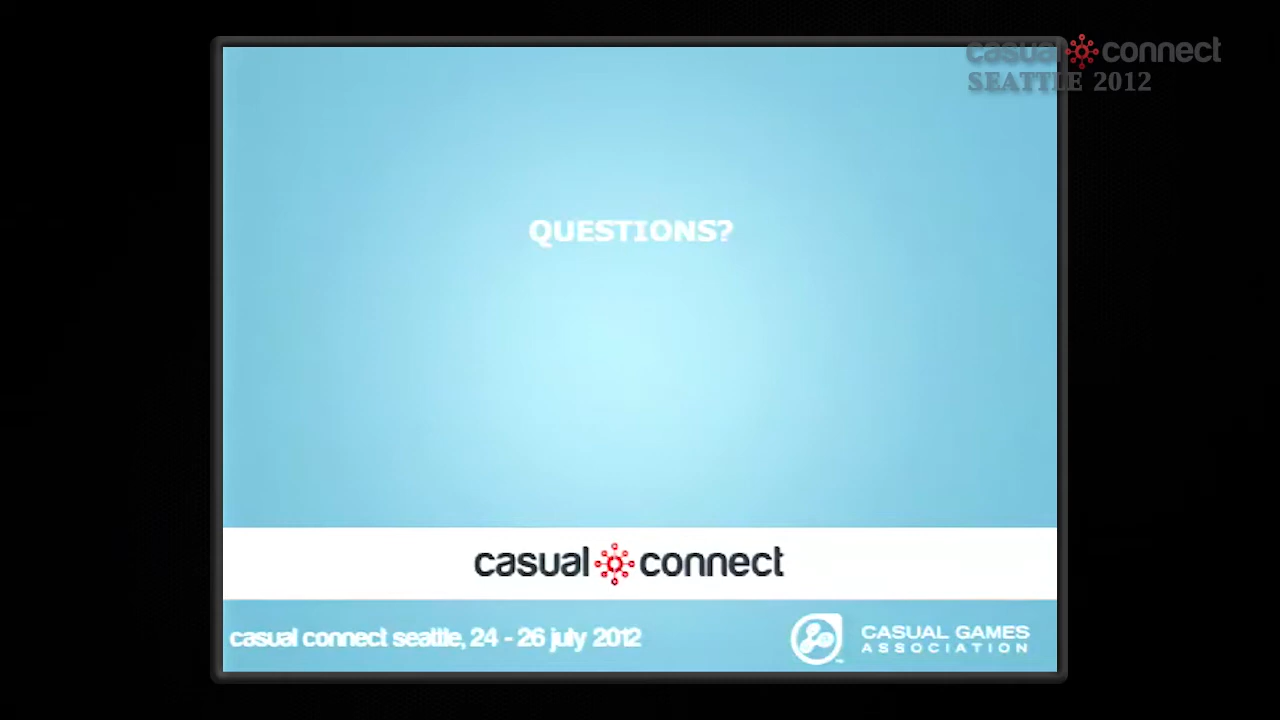 casual connect
SEATTLE 2012
QUESTIONS?
casual connect
casual connect seattle, 24 - 26 july 2012
CASUAL GAMES
ASSOCIATION